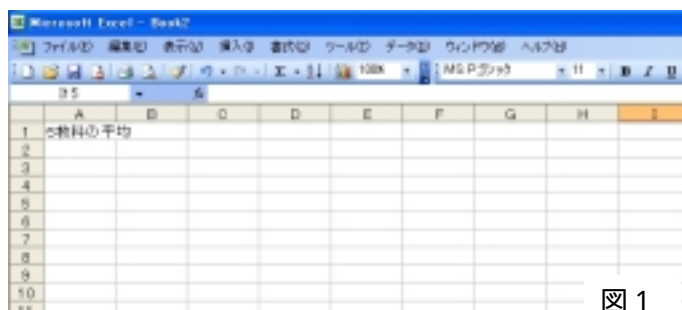 Microsoft Excel - Book2
ファイル(F) 編集(E) 表示(V) 挿入(I) 書式(O) ツール(T) データ(D) ウィンドウ(W) ヘルプ(H)
100% MS Pゴシック 11 B I U
fx
A B C D E F G H I
1 5教科の平均
2
3
4
5
6
7
8
9
10
11
図1